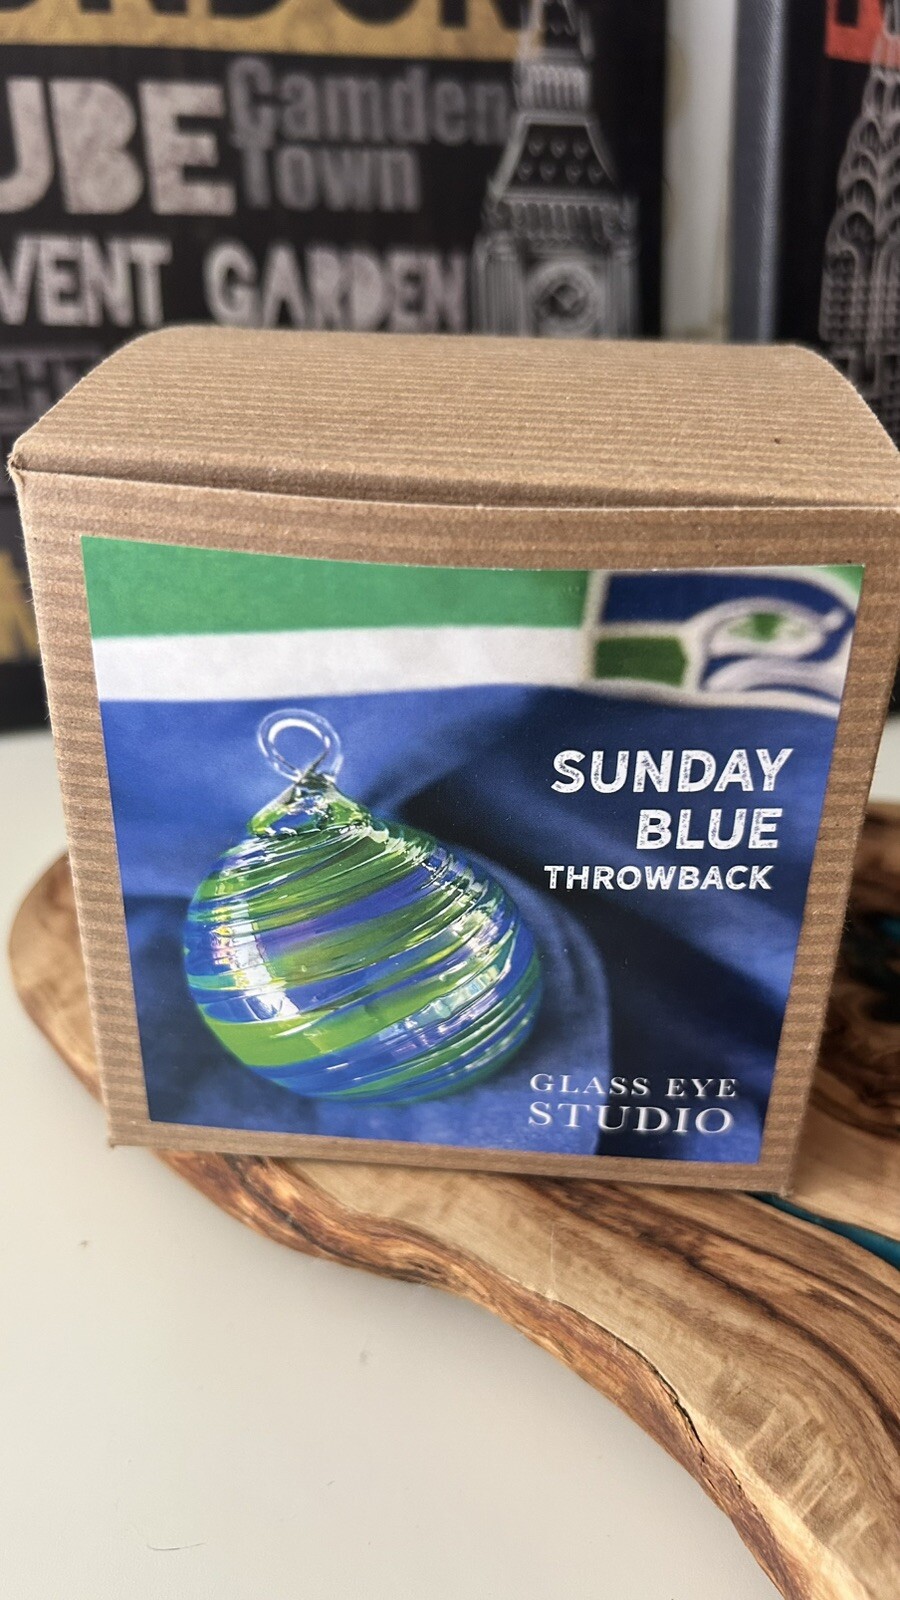 UBE
Camden
Town
VENT GARDEN
SUNDAY
BLUE
THROWBACK
GLASS EYE
STUDIO